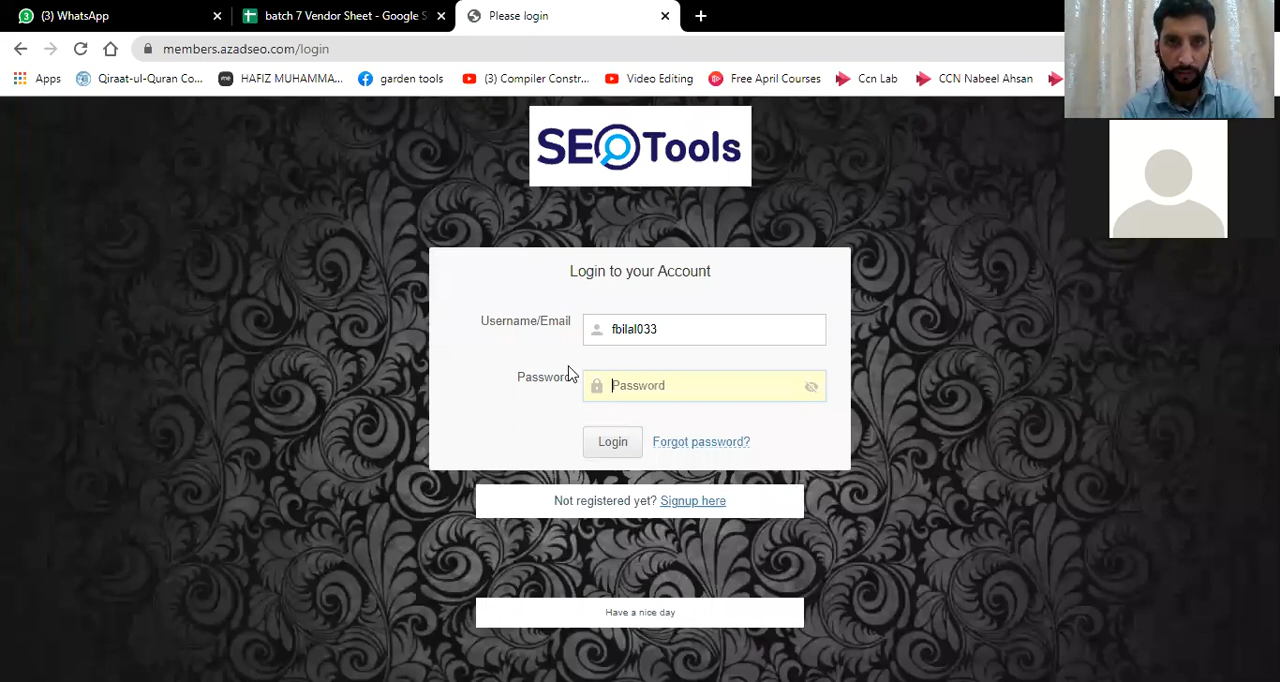 (3) WhatsApp
batch 7 Vendor Sheet - Google S
Please login
members.azadseo.com/login
Apps
Qiraat-ul-Quran Co...
HAFIZ MUHAMMA...
garden tools
(3) Compiler Constr...
Video Editing
Free April Courses
Ccn Lab
CCN Nabeel Ahsan
SEO Tools
Login to your Account
Username/Email
fbilal033
Password
Password
Login
Forgot password?
Not registered yet? Signup here
Have a nice day